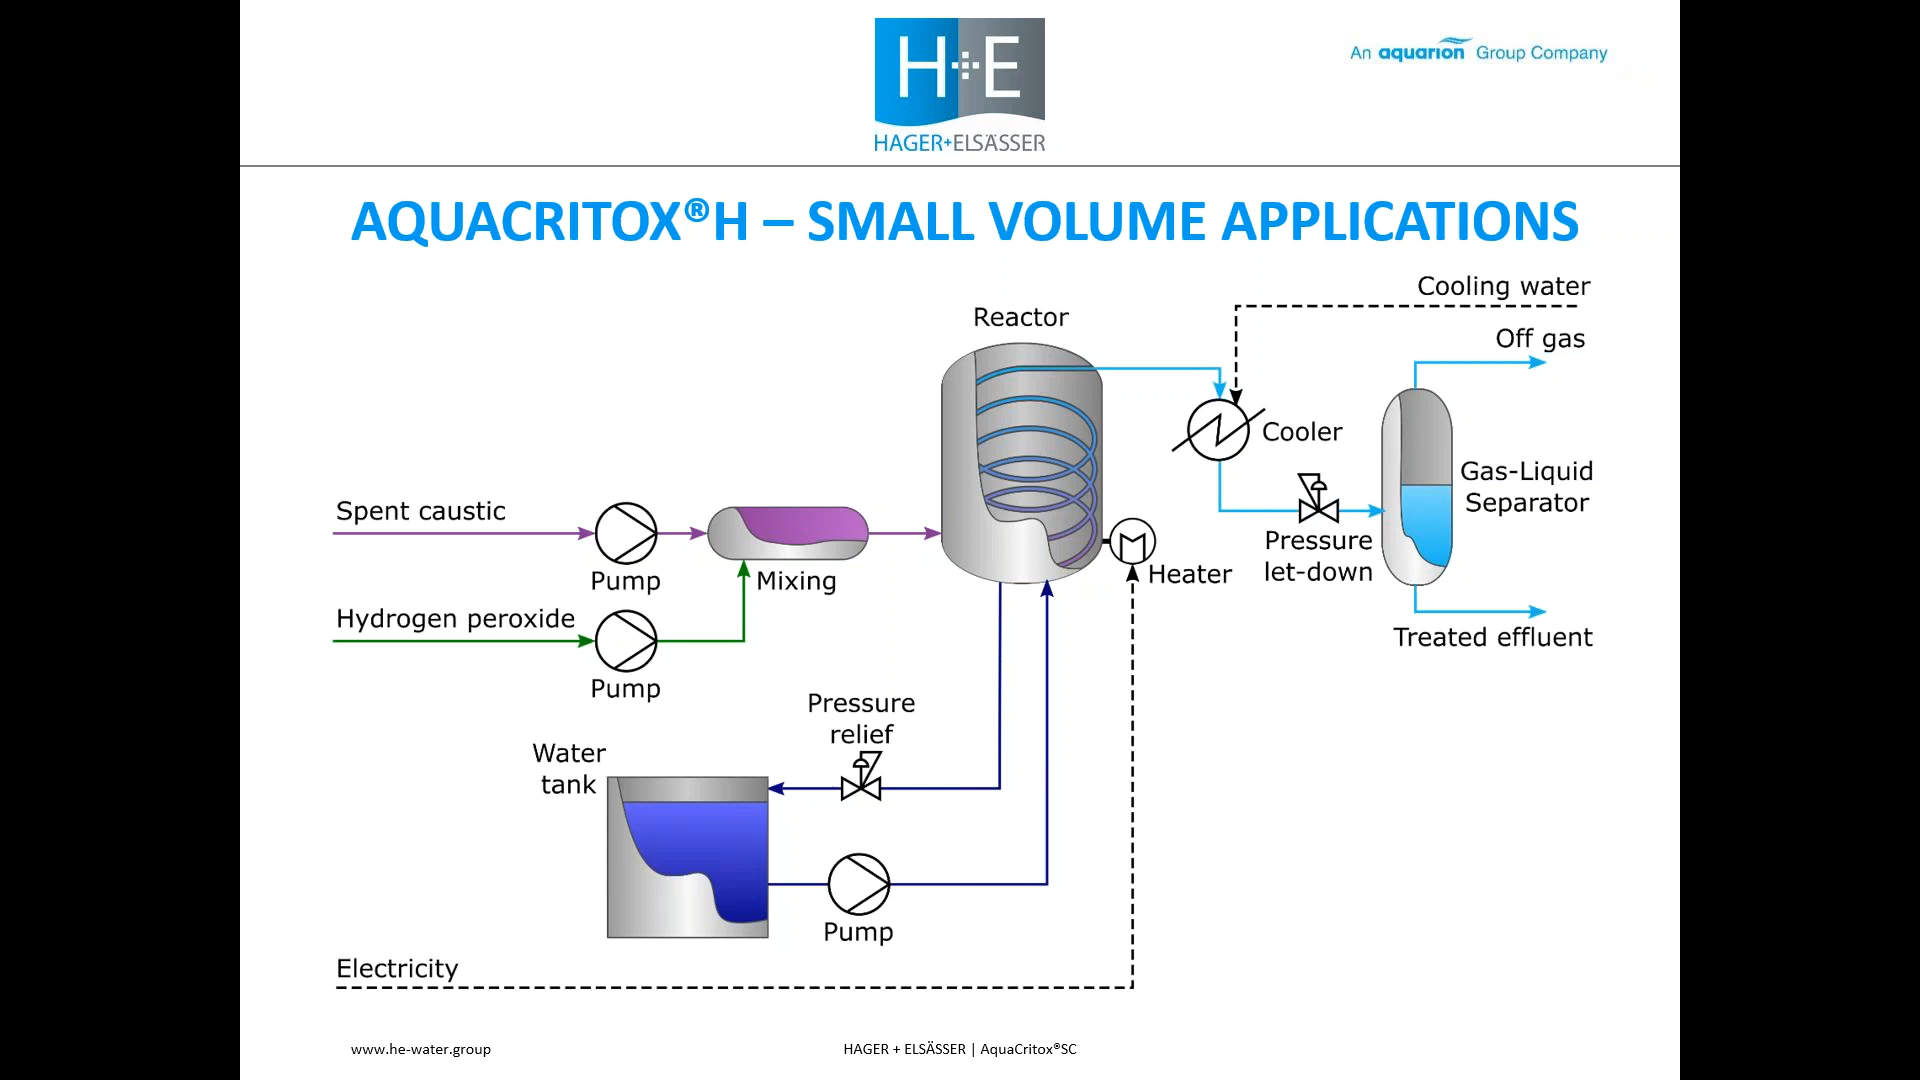 H+E
HAGER+ELSÄSSER
An aquarion Group Company
AQUACRITOX®H – SMALL VOLUME APPLICATIONS
Cooling water
Reactor
Off gas
Cooler
Gas-Liquid
Separator
Spent caustic
Pressure
let-down
Pump
Mixing
Heater
Hydrogen peroxide
Treated effluent
Pump
Pressure
relief
Water
tank
Pump
Electricity
www.he-water.group
HAGER + ELSÄSSER | AquaCritox®SC